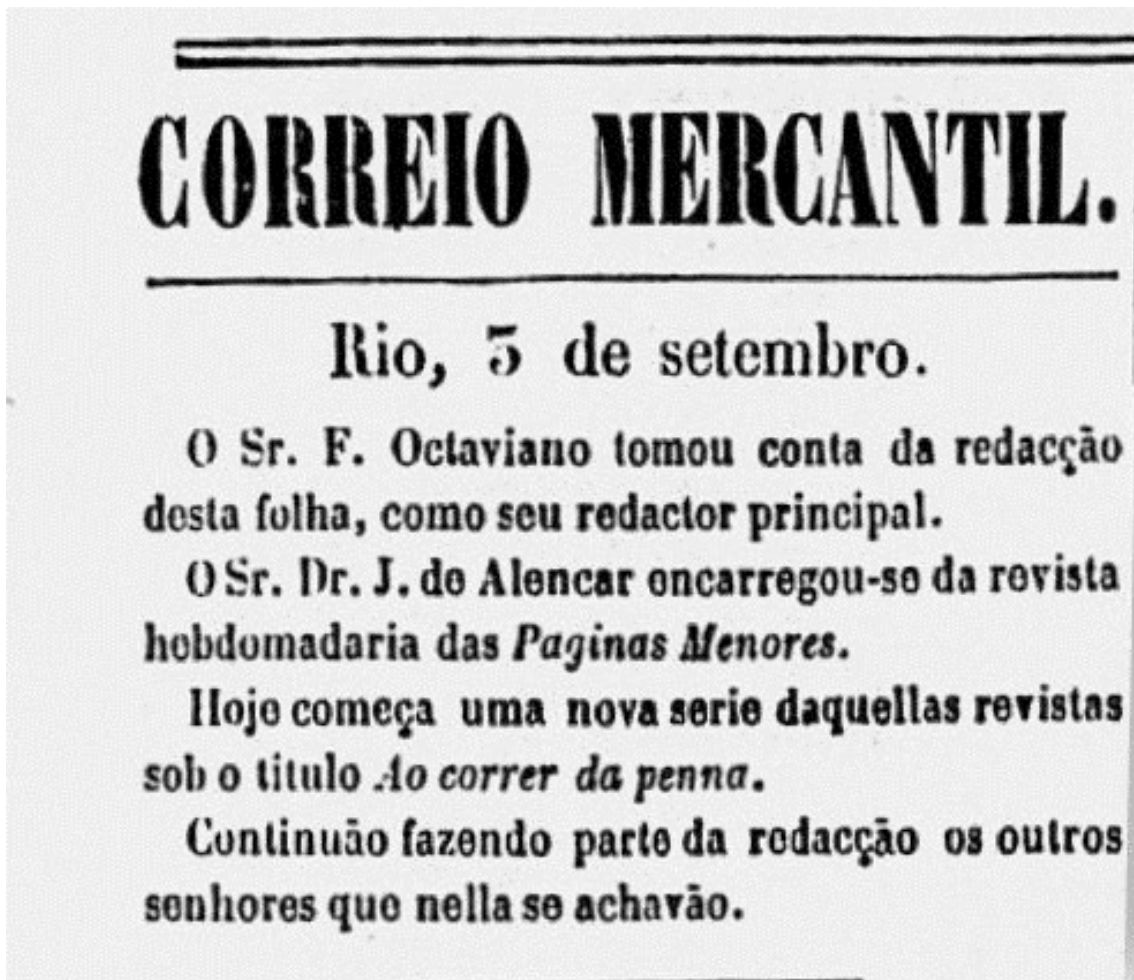 CORREIO MERCANTIL.
Rio, 3 de setembro.
O Sr. F. Octaviano tomou conta da redacção
desta folha, como seu redactor principal.
O Sr. Dr. J. de Alencar encarregou-se da revista
hebdomadaria das Paginas Menores.
Hoje começa uma nova serie daquellas revistas
sob o titulo Ao correr da penna.
Continuão fazendo parte da redacção os outros
senhores que nella se achavão.